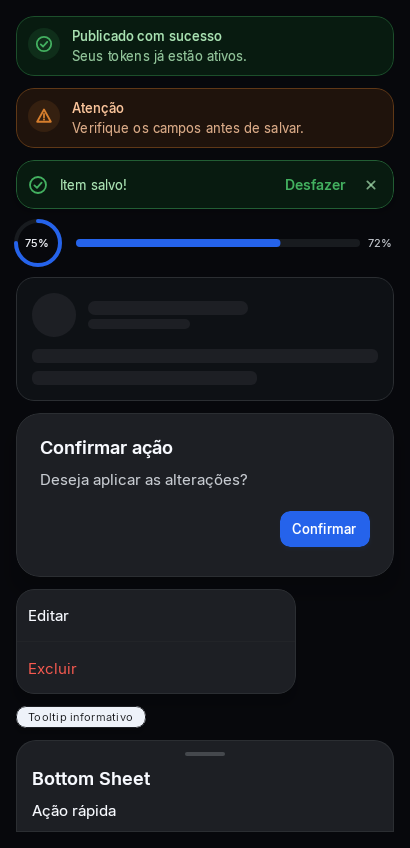 Publicado com sucesso
Seus tokens já estão ativos.
Atenção
Verifique os campos antes de salvar.
Item salvo!
Desfazer
75%
72%
Confirmar ação
Deseja aplicar as alterações?
Confirmar
Editar
Excluir
Tooltip informativo
Bottom Sheet
Ação rápida